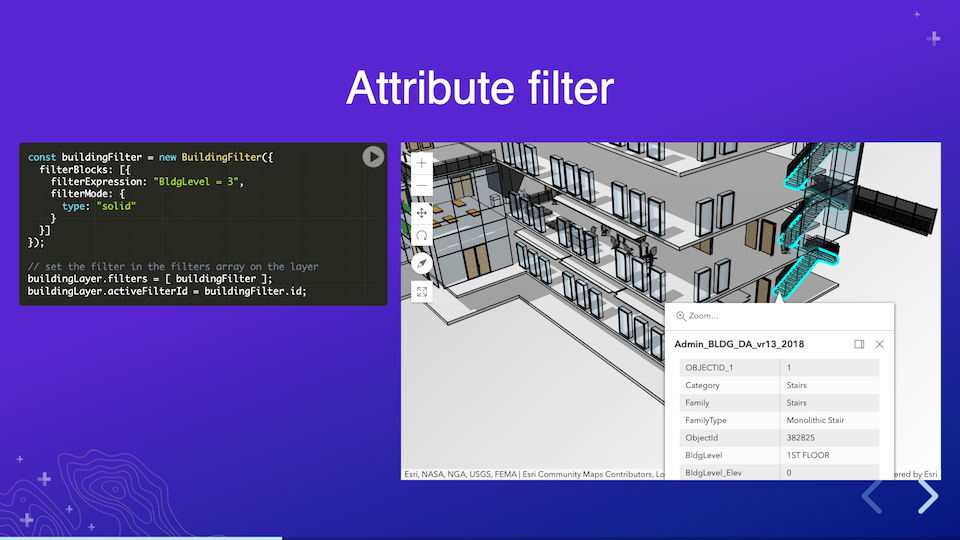 Attribute filter
const buildingFilter = new BuildingFilter({
filterBlocks: [{
filterExpression: "BldgLevel = 3",
filterMode: {
type: "solid"
}
}]
});
// set the filter in the filters array on the layer
buildingLayer.filters = [ buildingFilter ];
buildingLayer.activeFilterId = buildingFilter.id;
Zoom...
Admin_BLDG_DA_vr13_2018
OBJECTID_1 1
Category Stairs
Family Stairs
FamilyType Monolithic Stair
ObjectId 382825
BldgLevel 1ST FLOOR
BldgLevel_Elev 0
Esri, NASA, NGA, USGS, FEMA | Esri Community Maps Contributors, Lo
ered by Esri